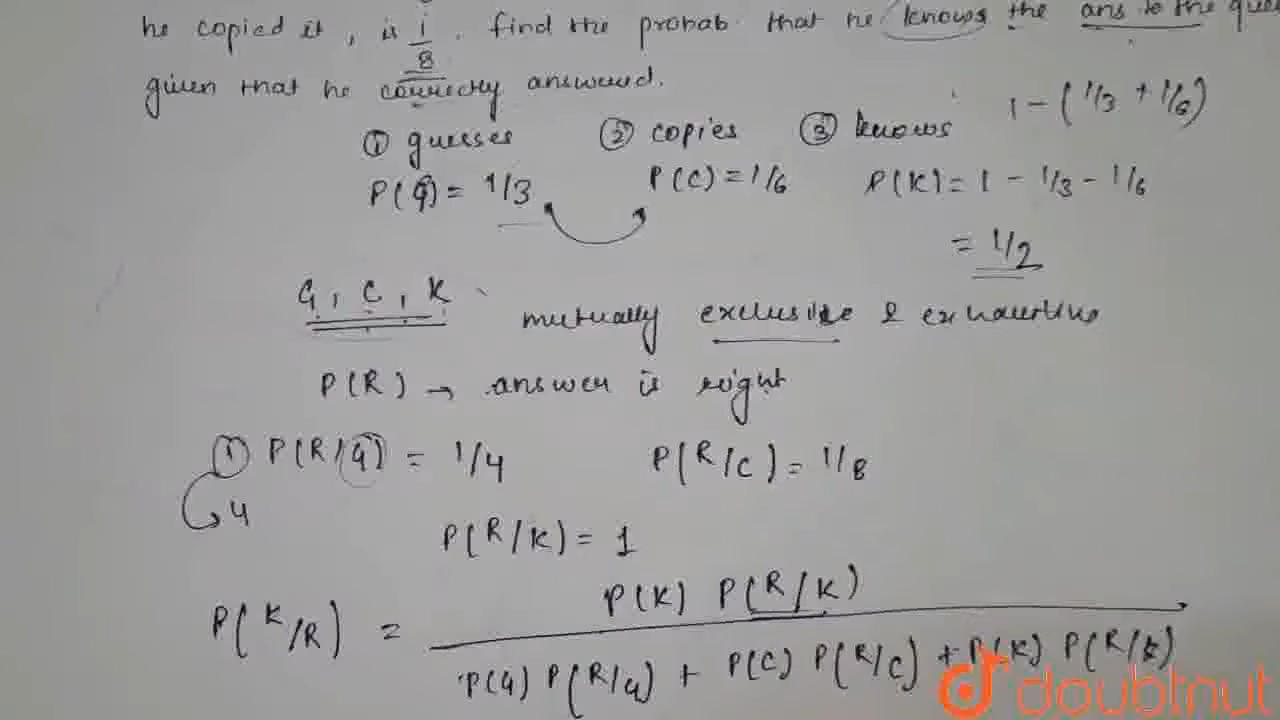 he copied it, is 1/8. find the probab that he knows the ans to the ques
given that he correctly answered.
1 - (1/3 + 1/6)
① guesses ② copies ③ knows
P(G) = 1/3 P(C) = 1/6 P(K) = 1 - 1/3 - 1/6
= 1/2
G, C, K mutually exclusive & exhaustive
P(R) → answer is right
① P(R/G) = 1/4 P(R/C) = 1/8
4
P(R/K) = 1
P(K/R) = P(K) P(R/K)
P(G) P(R/G) + P(C) P(R/C) + P(K) P(R/K)
doubtnut